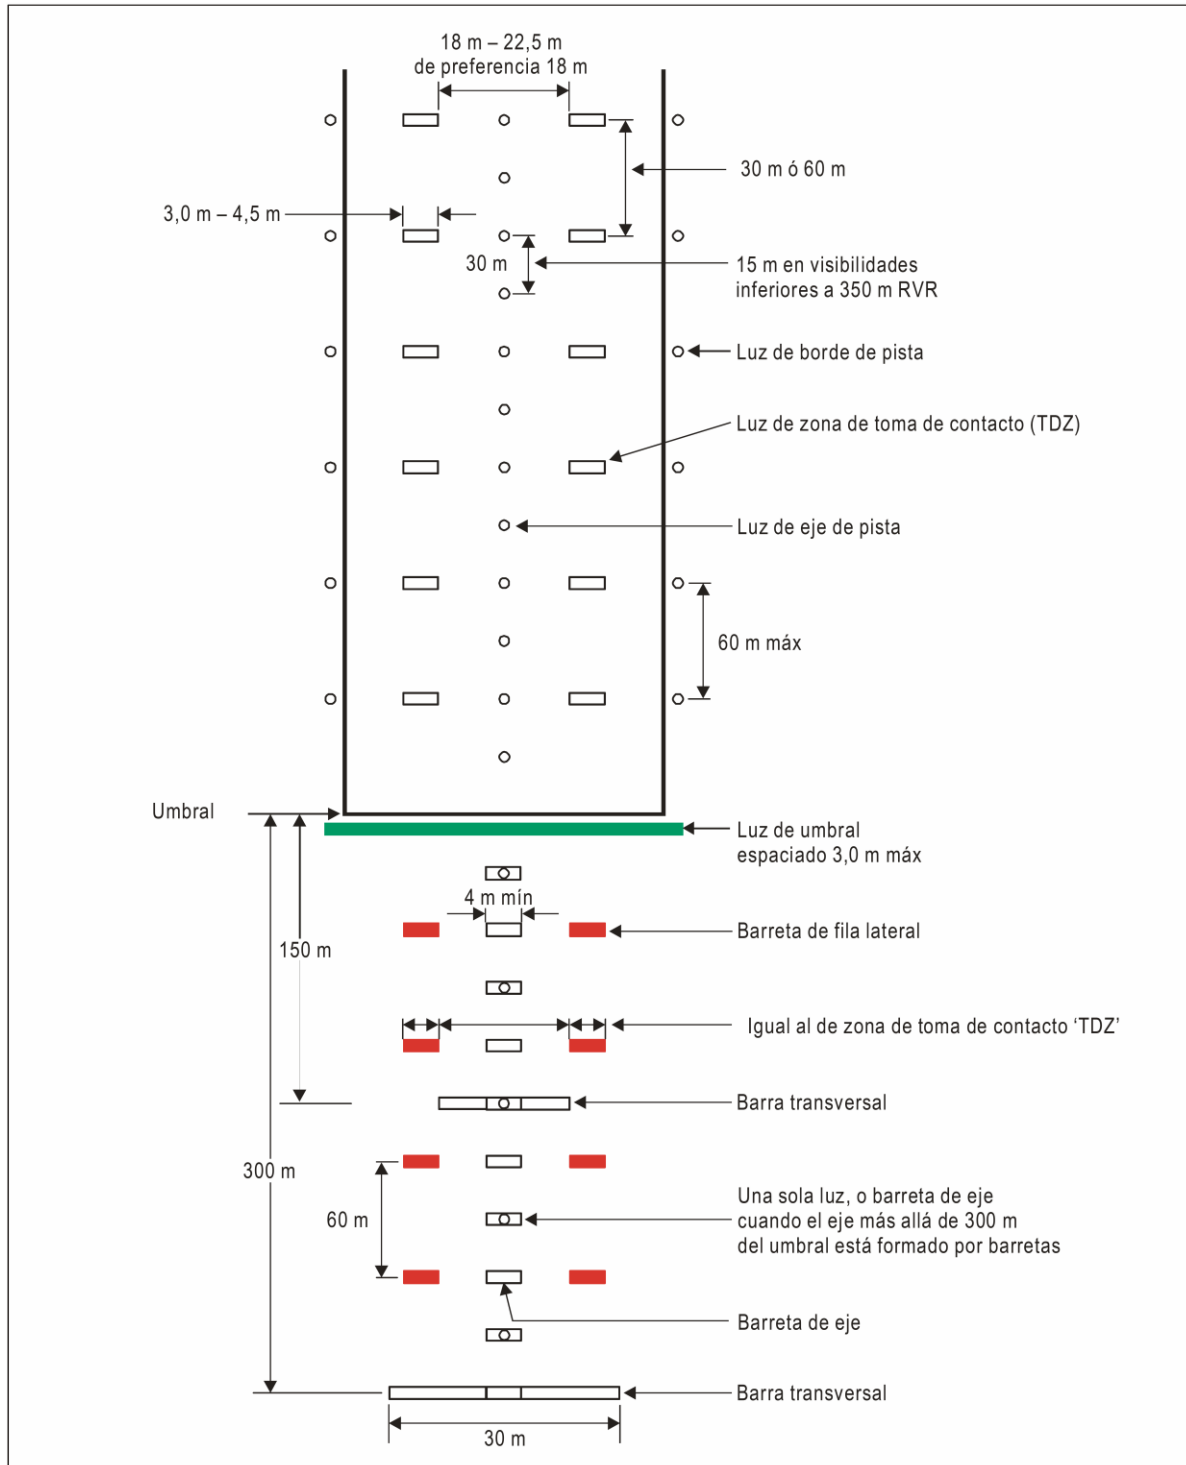 18 m – 22,5 m
de preferencia 18 m
30 m ó 60 m
3,0 m – 4,5 m
30 m
15 m en visibilidades
inferiores a 350 m RVR
Luz de borde de pista
Luz de zona de toma de contacto (TDZ)
Luz de eje de pista
60 m máx
Umbral
Luz de umbral
espaciado 3,0 m máx
4 m mín
Barreta de fila lateral
150 m
Igual al de zona de toma de contacto ‘TDZ’
Barra transversal
300 m
60 m
Una sola luz, o barreta de eje
cuando el eje más allá de 300 m
del umbral está formado por barretas
Barreta de eje
Barra transversal
30 m